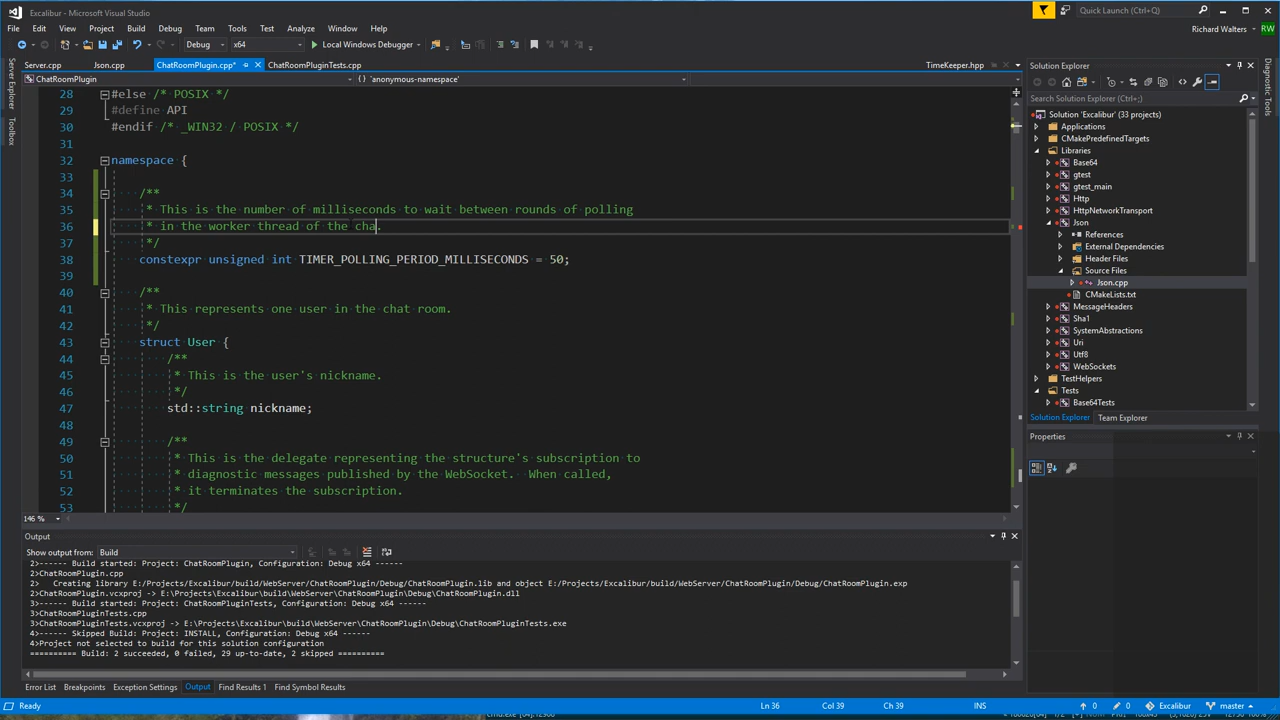 Excalibur - Microsoft Visual Studio
Quick Launch (Ctrl+Q)
File Edit View Project Build Debug Team Tools Test Analyze Window Help
Richard Walters RW
Debug x64 Local Windows Debugger
Server.cpp Json.cpp ChatRoomPlugin.cpp* ChatRoomPluginTests.cpp TimeKeeper.hpp
ChatRoomPlugin `anonymous-namespace'
Server Explorer
Toolbox
28 #else /* POSIX */
29 #define API
30 #endif /* _WIN32 / POSIX */
31
32 namespace {
33
34 /**
35 * This is the number of milliseconds to wait between rounds of polling
36 * in the worker thread of the cha.
37 */
38 constexpr unsigned int TIMER_POLLING_PERIOD_MILLISECONDS = 50;
39
40 /**
41 * This represents one user in the chat room.
42 */
43 struct User {
44 /**
45 * This is the user's nickname.
46 */
47 std::string nickname;
48
49 /**
50 * This is the delegate representing the structure's subscription to
51 * diagnostic messages published by the WebSocket.  When called,
52 * it terminates the subscription.
53 */
146 %
Solution Explorer
Search Solution Explorer (Ctrl+;)
Solution 'Excalibur' (33 projects)
Applications
CMakePredefinedTargets
Libraries
Base64
gtest
gtest_main
Http
HttpNetworkTransport
Json
References
External Dependencies
Header Files
Source Files
Json.cpp
CMakeLists.txt
MessageHeaders
Sha1
SystemAbstractions
Uri
Utf8
WebSockets
TestHelpers
Tests
Base64Tests
Solution Explorer Team Explorer
Properties
Diagnostic Tools
Output
Show output from: Build
2>------ Build started: Project: ChatRoomPlugin, Configuration: Debug x64 ------
2>ChatRoomPlugin.cpp
2> Creating library E:/Projects/Excalibur/build/WebServer/ChatRoomPlugin/Debug/ChatRoomPlugin.lib and object E:/Projects/Excalibur/build/WebServer/ChatRoomPlugin/Debug/ChatRoomPlugin.exp
2>ChatRoomPlugin.vcxproj -> E:\Projects\Excalibur\build\WebServer\ChatRoomPlugin\Debug\ChatRoomPlugin.dll
3>------ Build started: Project: ChatRoomPluginTests, Configuration: Debug x64 ------
3>ChatRoomPluginTests.cpp
3>ChatRoomPluginTests.vcxproj -> E:\Projects\Excalibur\build\WebServer\ChatRoomPlugin\Debug\ChatRoomPluginTests.exe
4>------ Skipped Build: Project: INSTALL, Configuration: Debug x64 ------
4>Project not selected to build for this solution configuration
========== Build: 2 succeeded, 0 failed, 29 up-to-date, 2 skipped ==========
Error List Breakpoints Exception Settings Output Find Results 1 Find Symbol Results
Ready Ln 36 Col 39 Ch 39 INS 0 0 Excalibur master